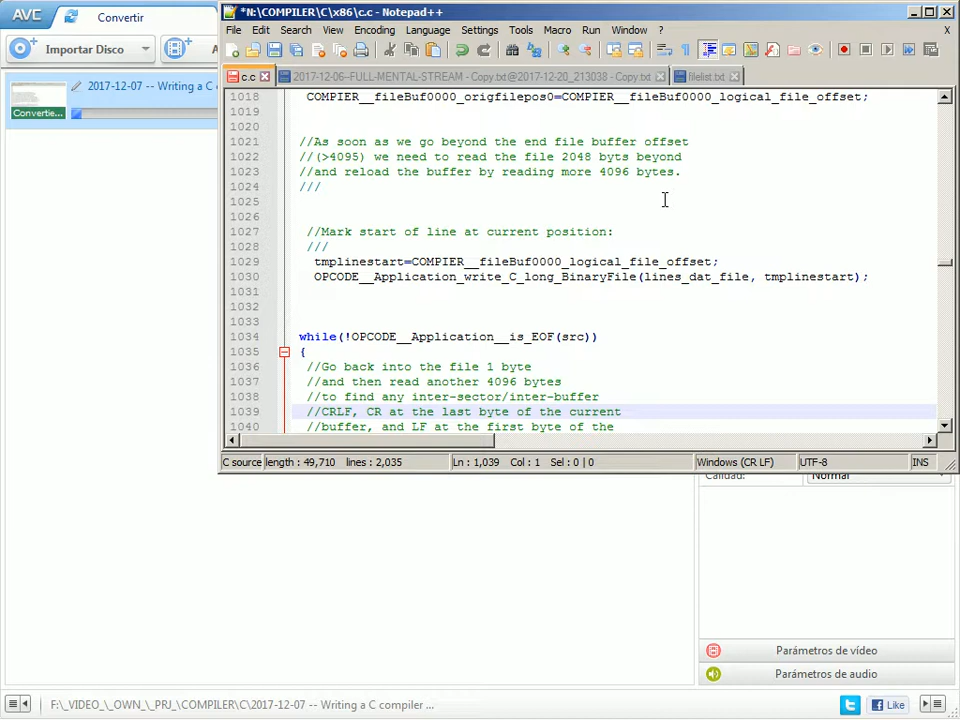 AVC
Convertir
Importar Disco
2017-12-07 -- Writing a C
Convertie...
*N:\COMPILER\C\x86\c.c - Notepad++
File Edit Search View Encoding Language Settings Tools Macro Run Window ? X
c.c
2017-12-06--FULL-MENTAL-STREAM - Copy.txt@2017-12-20_213038 - Copy.txt
filelist.txt
1018 COMPIER__fileBuf0000_origfilepos0=COMPIER__fileBuf0000_logical_file_offset;
1019
1020
1021 //As soon as we go beyond the end file buffer offset
1022 //(>4095) we need to read the file 2048 byts beyond
1023 //and reload the buffer by reading more 4096 bytes.
1024 ///
1025
1026
1027 //Mark start of line at current position:
1028 ///
1029 tmplinestart=COMPIER__fileBuf0000_logical_file_offset;
1030 OPCODE__Application_write_C_long_BinaryFile(lines_dat_file, tmplinestart);
1031
1032
1033
1034 while(!OPCODE__Application__is_EOF(src))
1035 {
1036 //Go back into the file 1 byte
1037 //and then read another 4096 bytes
1038 //to find any inter-sector/inter-buffer
1039 //CRLF, CR at the last byte of the current
1040 //buffer, and LF at the first byte of the
C source length : 49,710 lines : 2,035 Ln : 1,039 Col : 1 Sel : 0 | 0 Windows (CR LF) UTF-8 INS
Calidad: Normal
Parámetros de vídeo
Parámetros de audio
F:\_VIDEO_\_OWN_\_PRJ_\COMPILER\C\2017-12-07 -- Writing a C compiler ...
Like